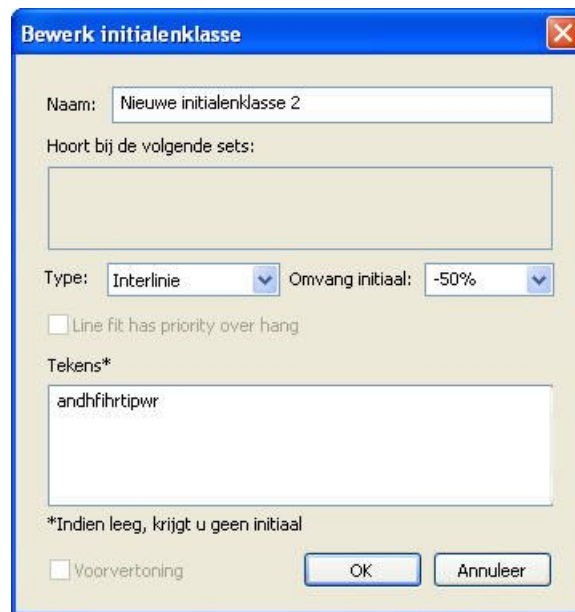 Bewerk initialenklasse
Naam: Nieuwe initialenklasse 2
Hoort bij de volgende sets:
Type: Interlinie Omvang initiaal: -50%
Line fit has priority over hang
Tekens*
andhfihrtipwr
*Indien leeg, krijgt u geen initiaal
Voorvertoning OK Annuleer